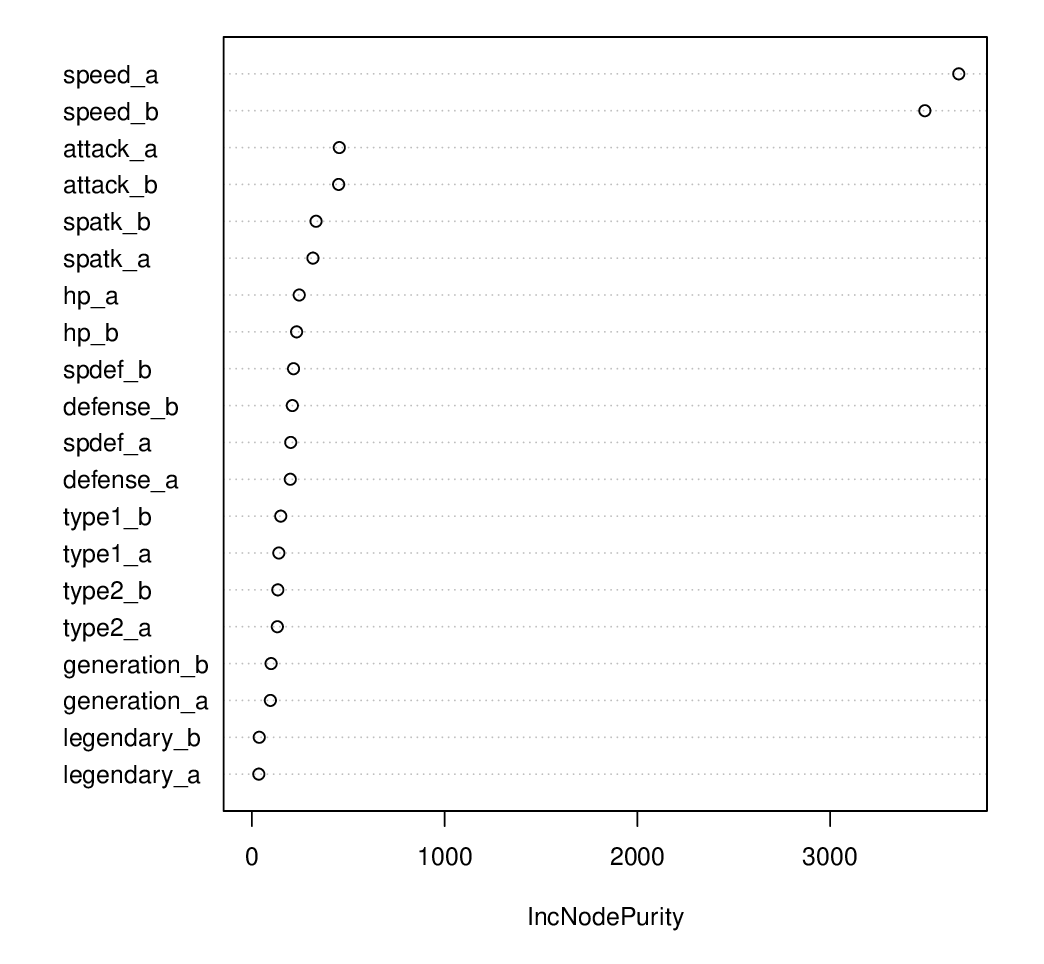 speed_a
speed_b
attack_a
attack_b
spatk_b
spatk_a
hp_a
hp_b
spdef_b
defense_b
spdef_a
defense_a
type1_b
type1_a
type2_b
type2_a
generation_b
generation_a
legendary_b
legendary_a
0 1000 2000 3000
IncNodePurity